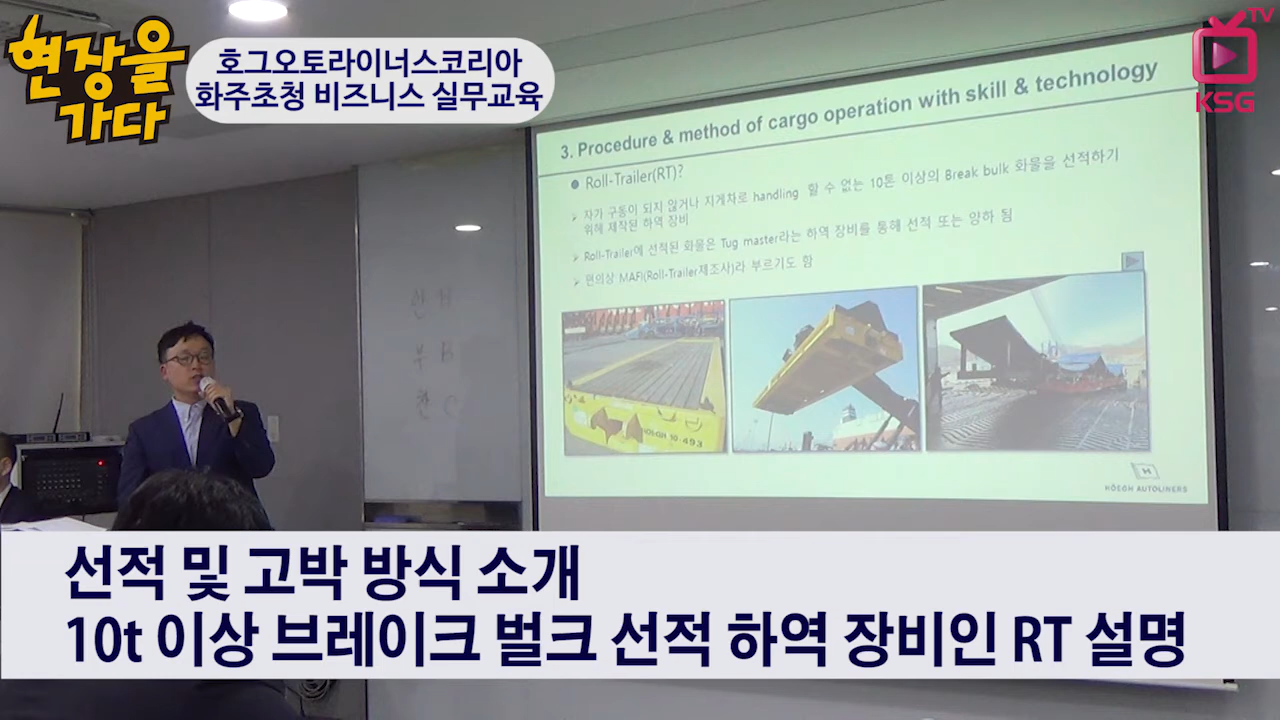 현장을
가다
호그오토라이너스코리아
화주초청 비즈니스 실무교육
TV
KSG
3. Procedure & method of cargo operation with skill & technology
● Roll-Trailer(RT)?
➢ 자가 구동이 되지 않거나 지게차로 handling 할 수 없는 10톤 이상의 Break bulk 화물을 선적하기
위해 제작된 하역 장비
➢ Roll-Trailer에 선적된 화물은 Tug master라는 하역 장비를 통해 선적 또는 양하 됨
➢ 편의상 MAFI(Roll-Trailer제조사)라 부르기도 함
HOEGH 10-493
HÖEGH AUTOLINERS
선적 및 고박 방식 소개
10t 이상 브레이크 벌크 선적 하역 장비인 RT 설명